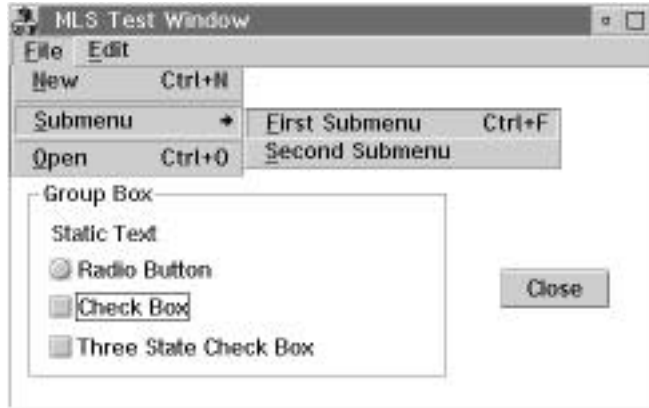 MLS Test Window
File Edit
New Ctrl+N
Submenu
First Submenu Ctrl+F
Second Submenu
Open Ctrl+O
Group Box
Static Text
Radio Button
Check Box
Three State Check Box
Close